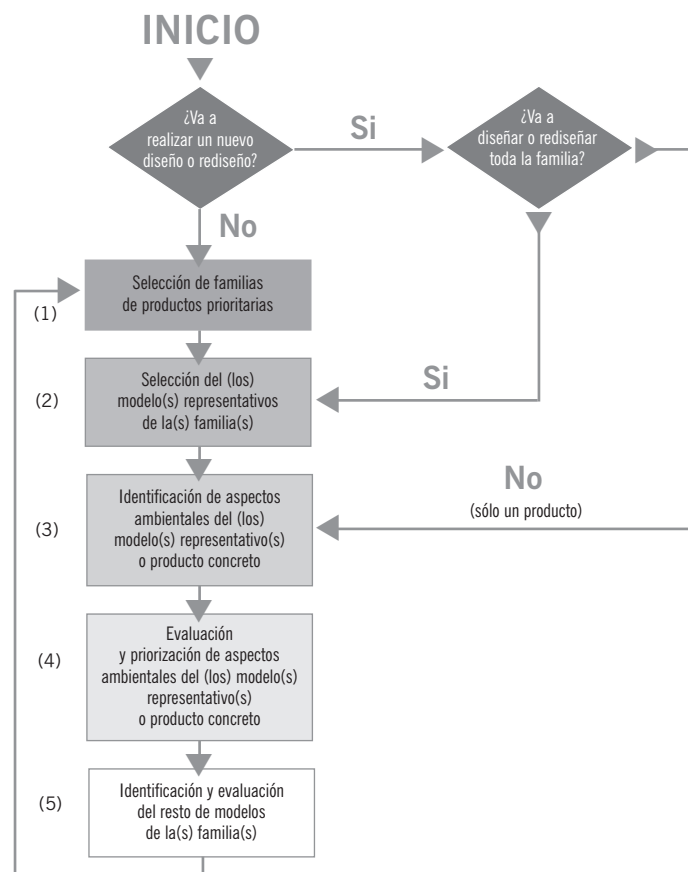 INICIO
¿Va a
realizar un nuevo
diseño o rediseño?
Si
¿Va a
diseñar o rediseñar
toda la familia?
No
(1)
Selección de familias
de productos prioritarias
(2)
Selección del (los)
modelo(s) representativos
de la(s) familia(s)
Si
(3)
Identificación de aspectos
ambientales del (los)
modelo(s) representativo(s)
o producto concreto
No
(sólo un producto)
(4)
Evaluación
y priorización de aspectos
ambientales del (los) modelo(s)
representativo(s)
o producto concreto
(5)
Identificación y evaluación
del resto de modelos
de la(s) familia(s)